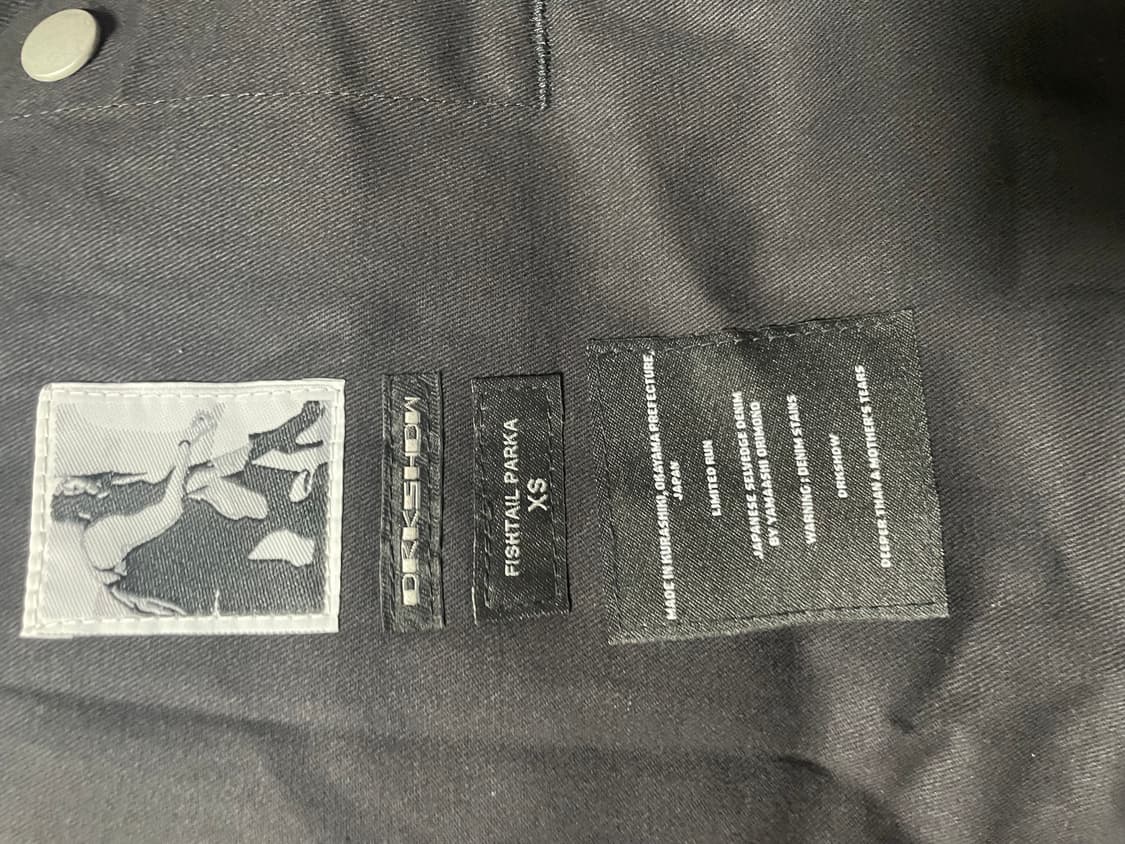 DRKSHDW
FISHTAIL PARKA
XS
MADE IN KURASHIKI, OKAYAMA PREFECTURE,
JAPAN
LIMITED RUN
JAPANESE SELVEDGE DENIM
BY YAMAASHI ORIMONO
WARNING : DENIM STAINS
DRKSHDW
DEEPER THAN A MOTHER'S TEARS